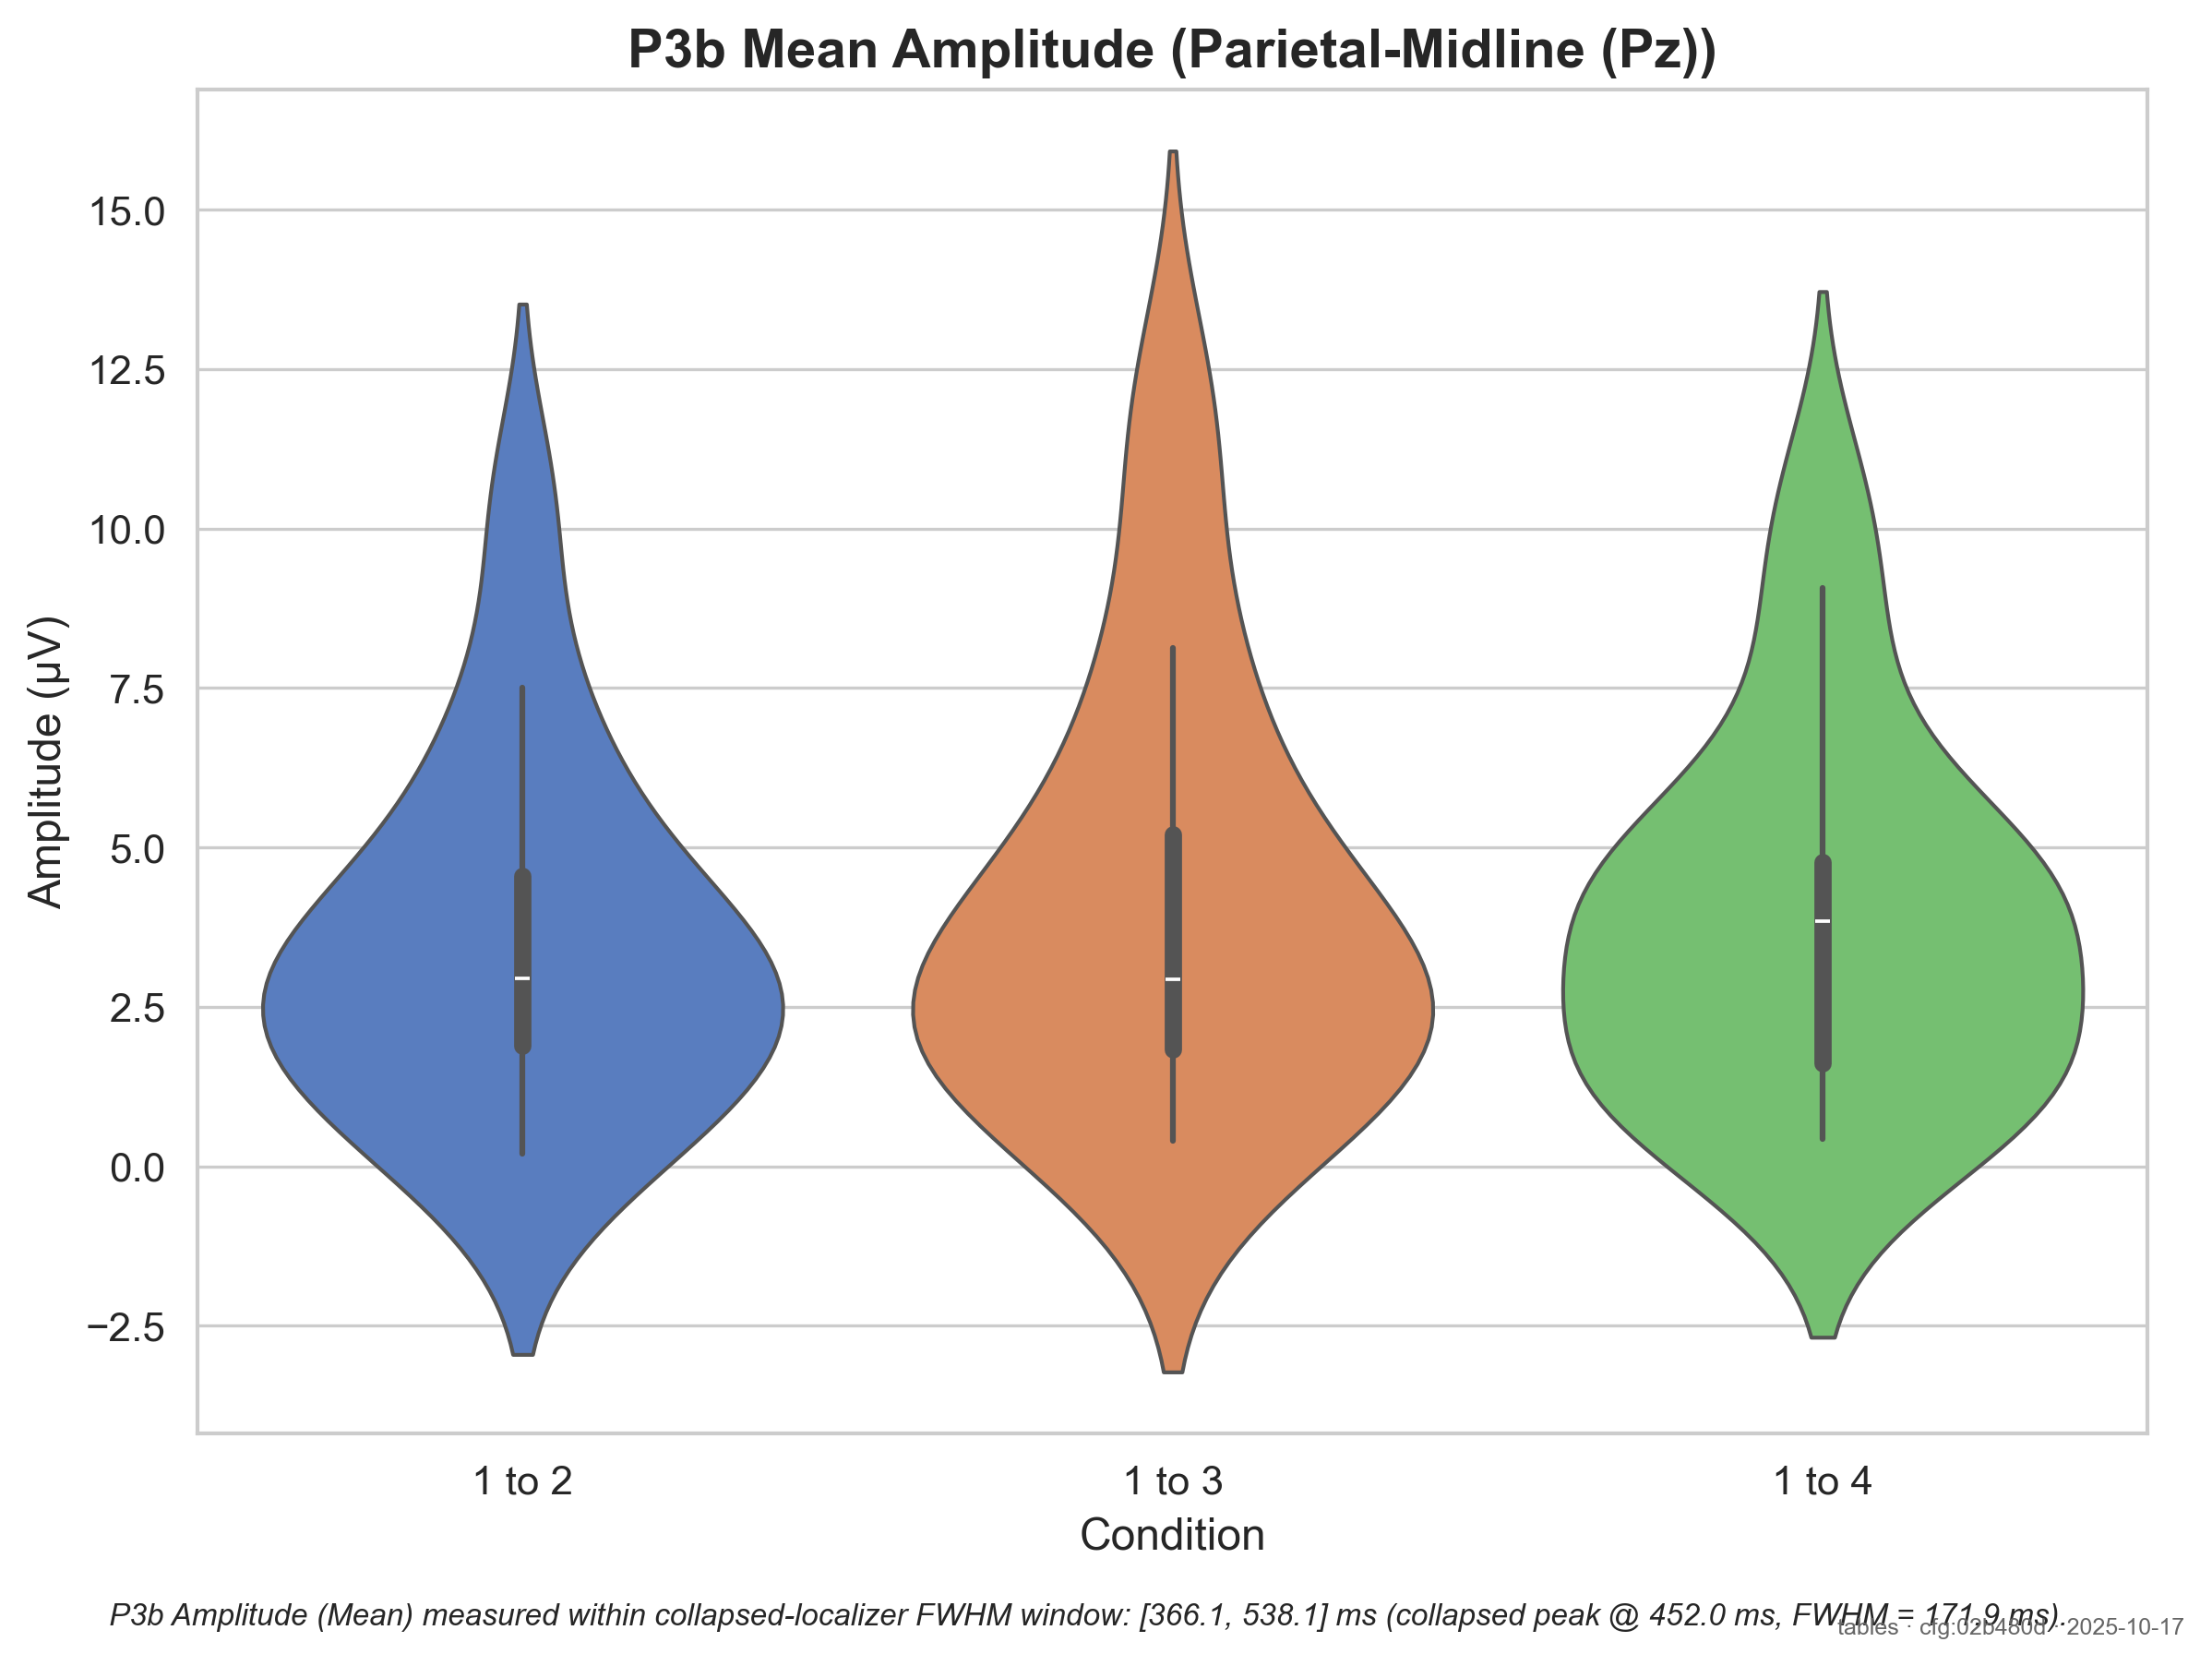 P3b Mean Amplitude (Parietal-Midline (Pz))
Amplitude (µV)
15.0
12.5
10.0
7.5
5.0
2.5
0.0
−2.5
1 to 2
1 to 3
1 to 4
Condition
P3b Amplitude (Mean) measured within collapsed-localizer FWHM window: [366.1, 538.1] ms (collapsed peak @ 452.0 ms, FWHM = 171.9 ms).
tables · cfg:02b480d · 2025-10-17